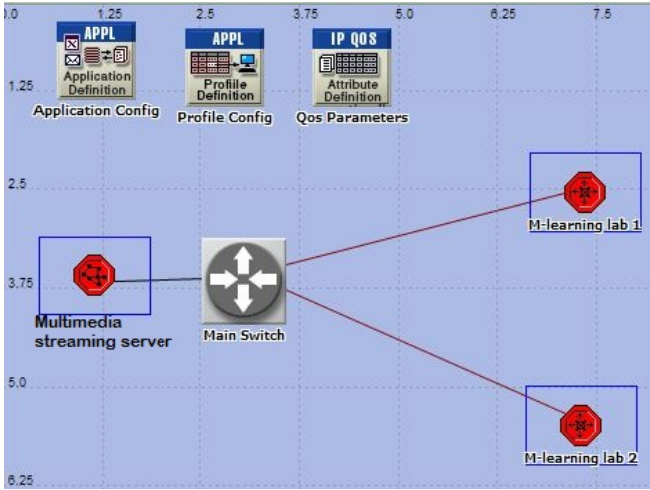 0.0 1.25 2.5 3.75 5.0 6.25 7.5
APPL
Application
Definition
Application Config
APPL
Profiile
Definition
Profile Config
IP QOS
Attribute
Definition
Qos Parameters
1.25
2.5
M-learning lab 1
3.75
Multimedia
streaming server
Main Switch
5.0
M-learning lab 2
6.25